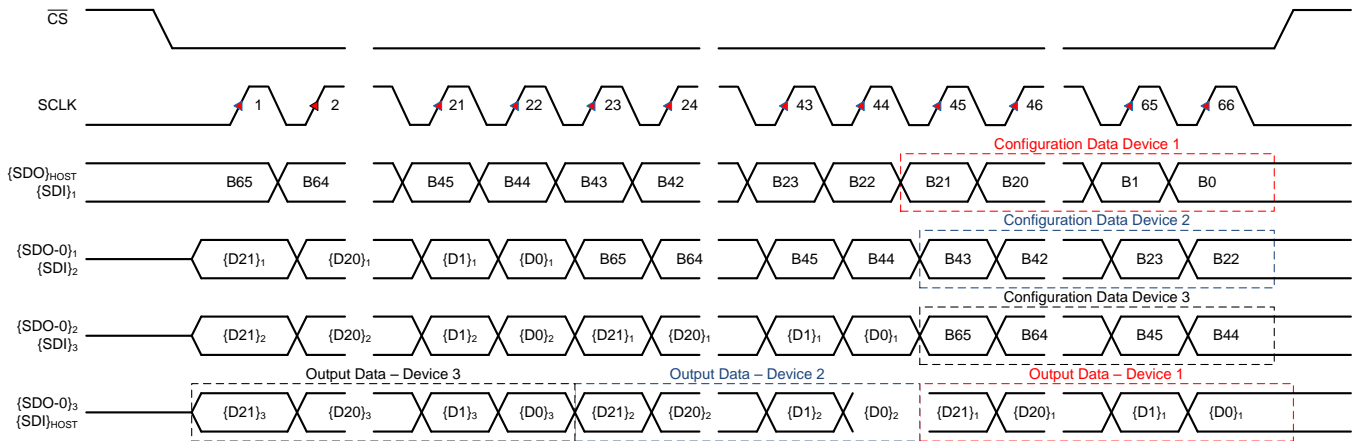 CS
SCLK 1 2 21 22 23 24 43 44 45 46 65 66
Configuration Data Device 1
{SDO}HOST
{SDI}1
B65 B64 B45 B44 B43 B42 B23 B22 B21 B20 B1 B0
Configuration Data Device 2
{SDO-0}1
{SDI}2
{D21}1 {D20}1 {D1}1 {D0}1 B65 B64 B45 B44 B43 B42 B23 B22
Configuration Data Device 3
{SDO-0}2
{SDI}3
{D21}2 {D20}2 {D1}2 {D0}2 {D21}1 {D20}1 {D1}1 {D0}1 B65 B64 B45 B44
Output Data – Device 3 Output Data – Device 2 Output Data – Device 1
{SDO-0}3
{SDI}HOST
{D21}3 {D20}3 {D1}3 {D0}3 {D21}2 {D20}2 {D1}2 {D0}2 {D21}1 {D20}1 {D1}1 {D0}1